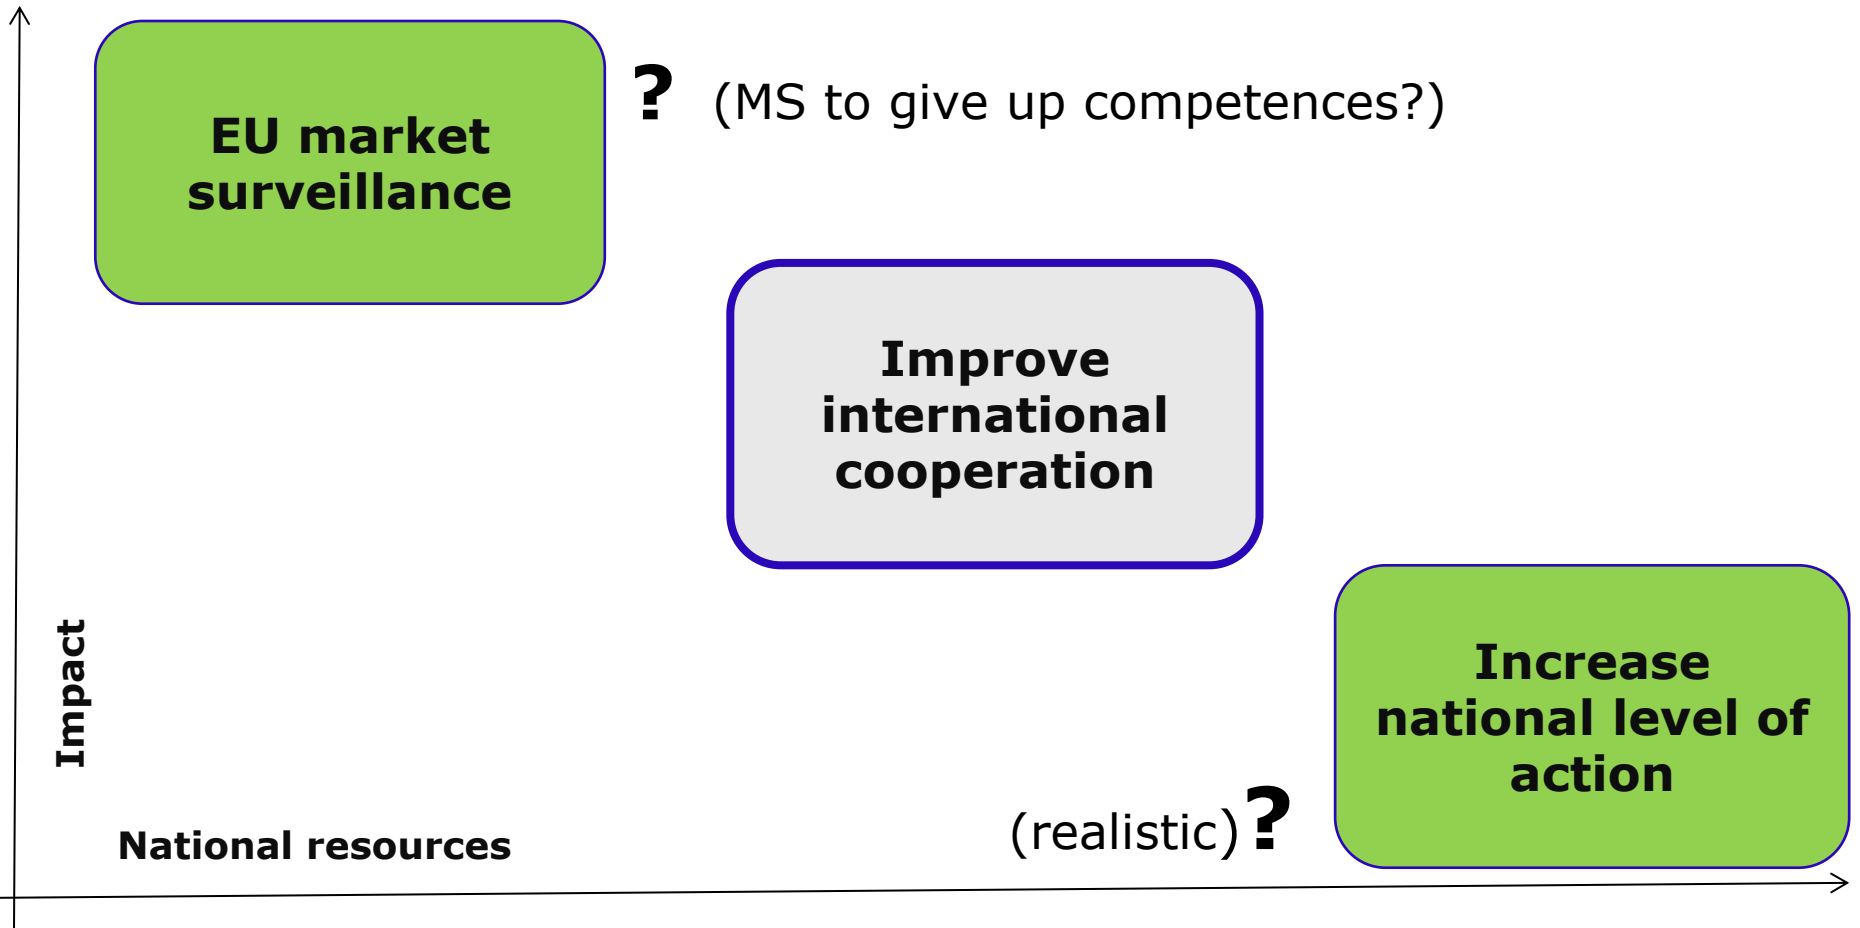 EU market
surveillance
? (MS to give up competences?)
Improve
international
cooperation
Increase
national level of
action
(realistic)?
Impact
National resources